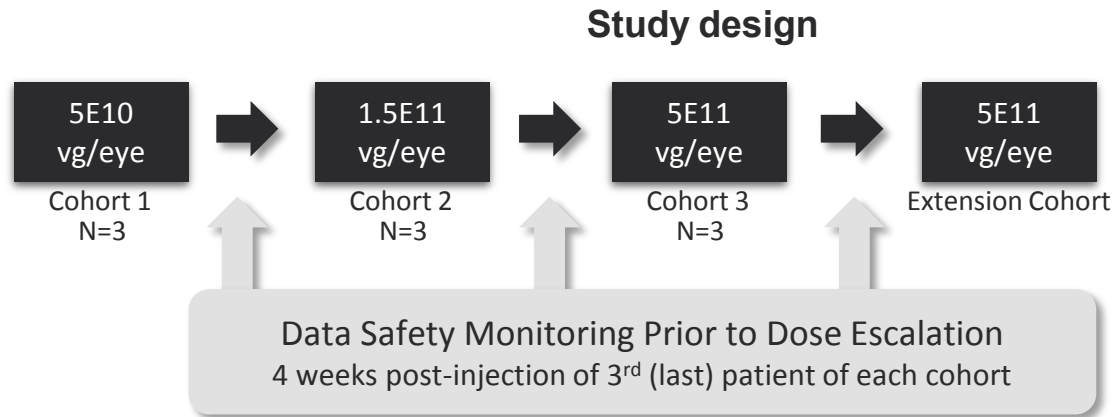 Study design
5E10
vg/eye
Cohort 1
N=3
1.5E11
vg/eye
Cohort 2
N=3
5E11
vg/eye
Cohort 3
N=3
5E11
vg/eye
Extension Cohort
Data Safety Monitoring Prior to Dose Escalation
4 weeks post-injection of 3rd (last) patient of each cohort